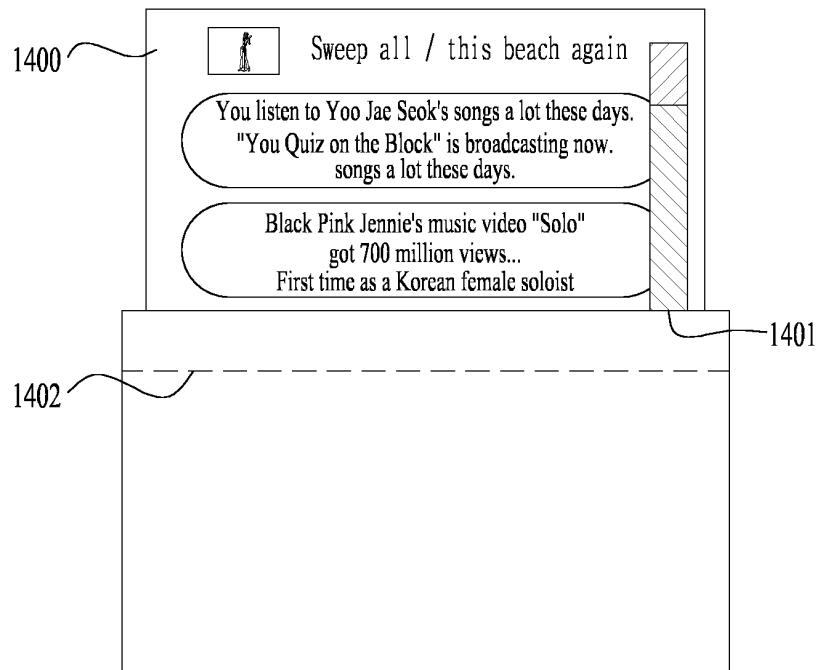 1400
Sweep all / this beach again
You listen to Yoo Jae Seok's songs a lot these days.
"You Quiz on the Block" is broadcasting now.
songs a lot these days.
Black Pink Jennie's music video "Solo"
got 700 million views...
First time as a Korean female soloist
1401
1402